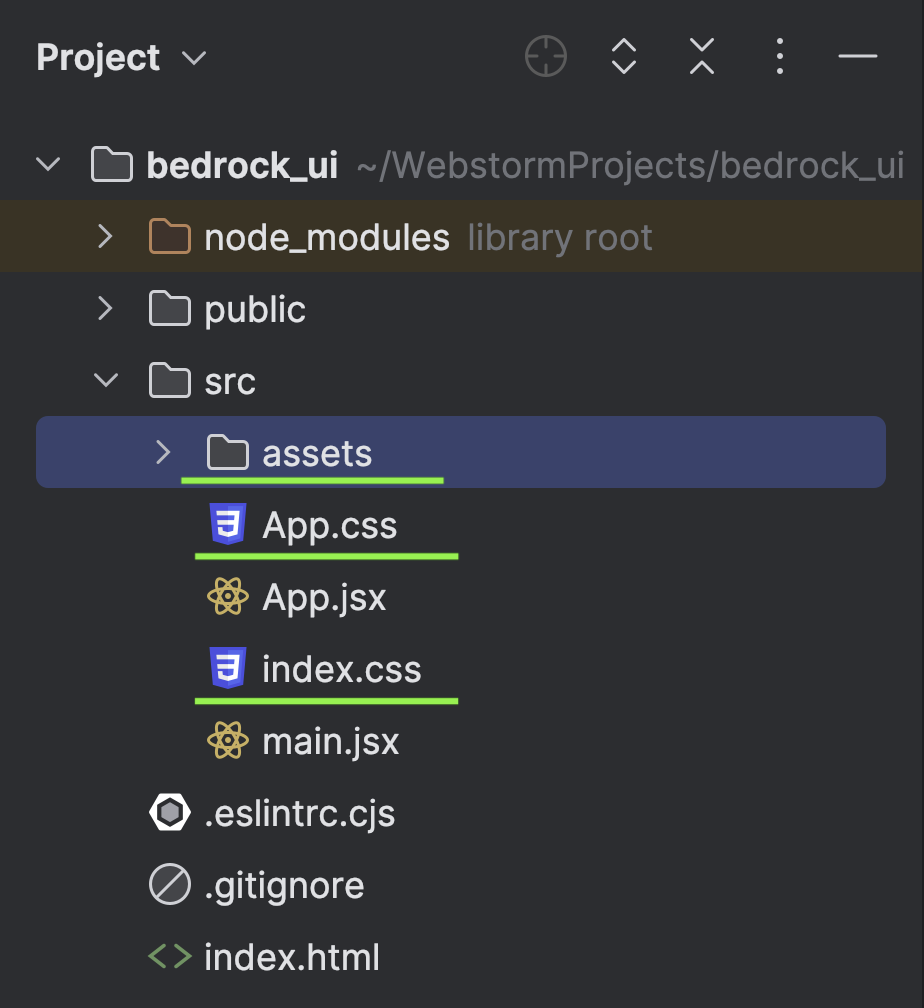 Project
bedrock_ui ~/WebstormProjects/bedrock_ui
node_modules library root
public
src
assets
App.css
App.jsx
index.css
main.jsx
.eslintrc.cjs
.gitignore
index.html